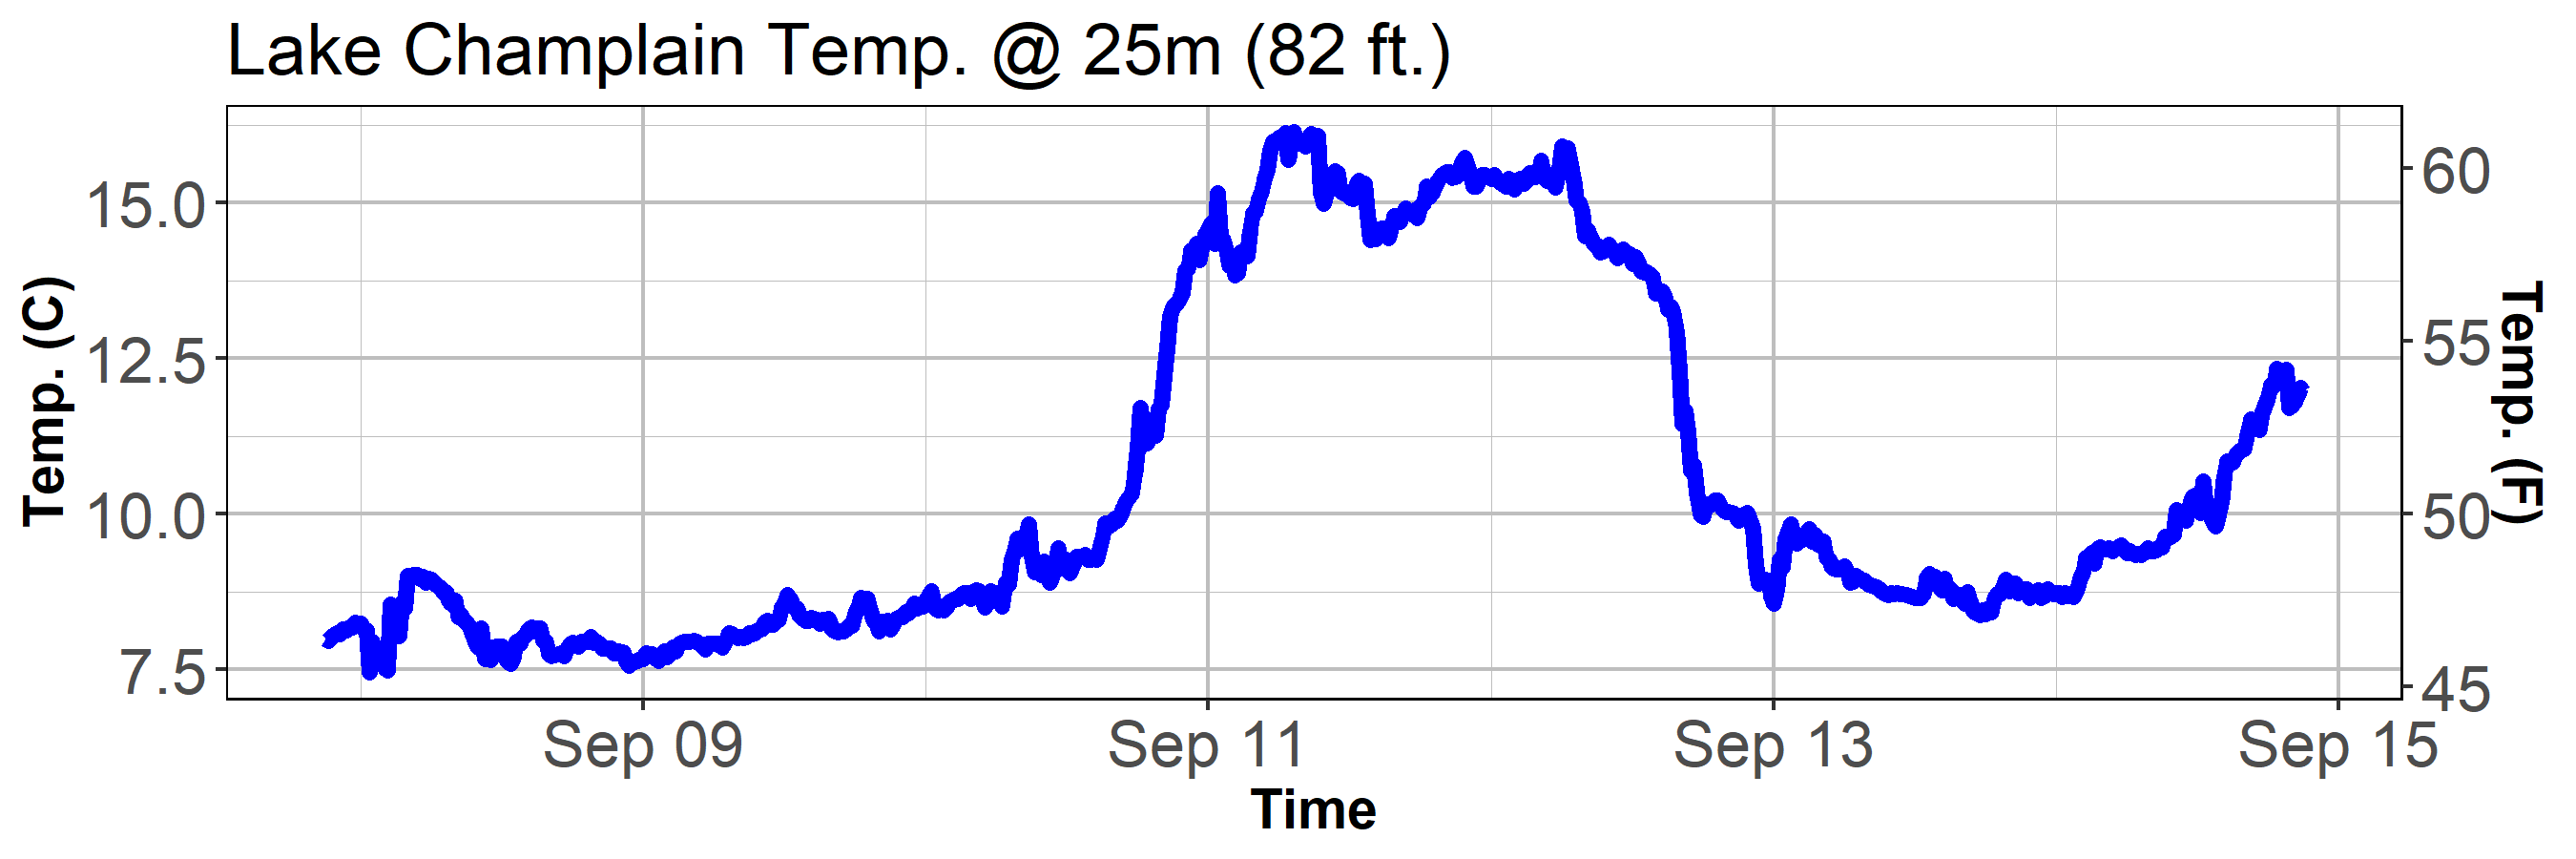 Lake Champlain Temp. @ 25m (82 ft.)
Temp. (C)
15.0
12.5
10.0
7.5
60
55
50
45
Temp. (F)
Sep 09 Sep 11 Sep 13 Sep 15
Time